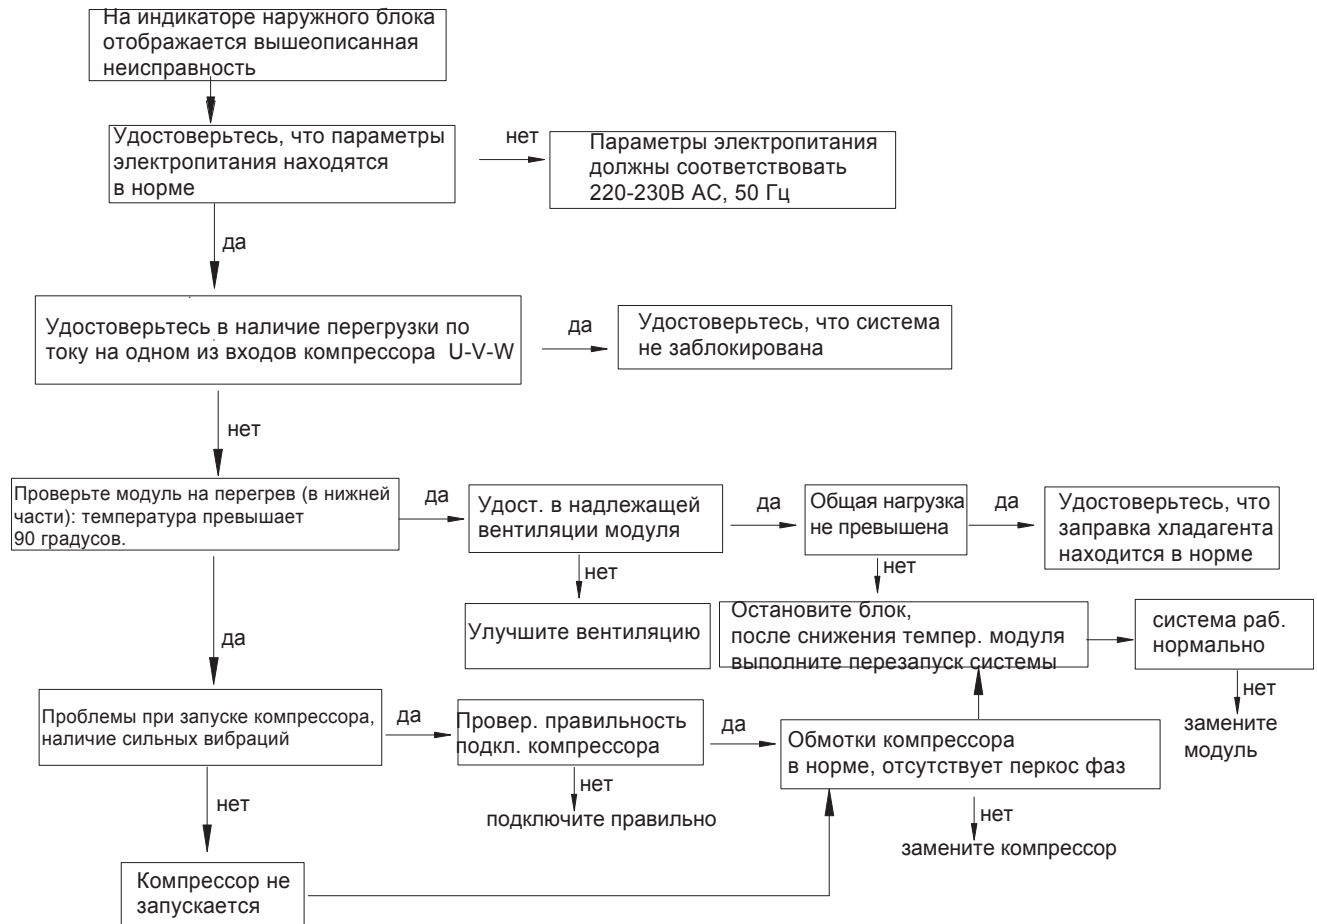 На индикаторе наружного блока
отображается вышеописанная
неисправность
Удостоверьтесь, что параметры
электропитания находятся
в норме
нет
Параметры электропитания
должны соответствовать
220-230В АС, 50 Гц
да
Удостоверьтесь в наличие перегрузки по
току на одном из входов компрессора U-V-W
да
Удостоверьтесь, что система
не заблокирована
нет
Проверьте модуль на перегрев (в нижней
части): температура превышает
90 градусов.
да
Удост. в надлежащей
вентиляции модуля
да
Общая нагрузка
не превышена
да
Удостоверьтесь, что
заправка хладагента
находится в норме
нет
нет
Улучшите вентиляцию
Остановите блок,
после снижения темпер. модуля
выполните перезапуск системы
система раб.
нормально
да
нет
замените
модуль
Проблемы при запуске компрессора,
наличие сильных вибраций
да
Провер. правильность
подкл. компрессора
да
Обмотки компрессора
в норме, отсутствует перкос фаз
нет
нет
подключите правильно
нет
замените компрессор
Компрессор не
запускается